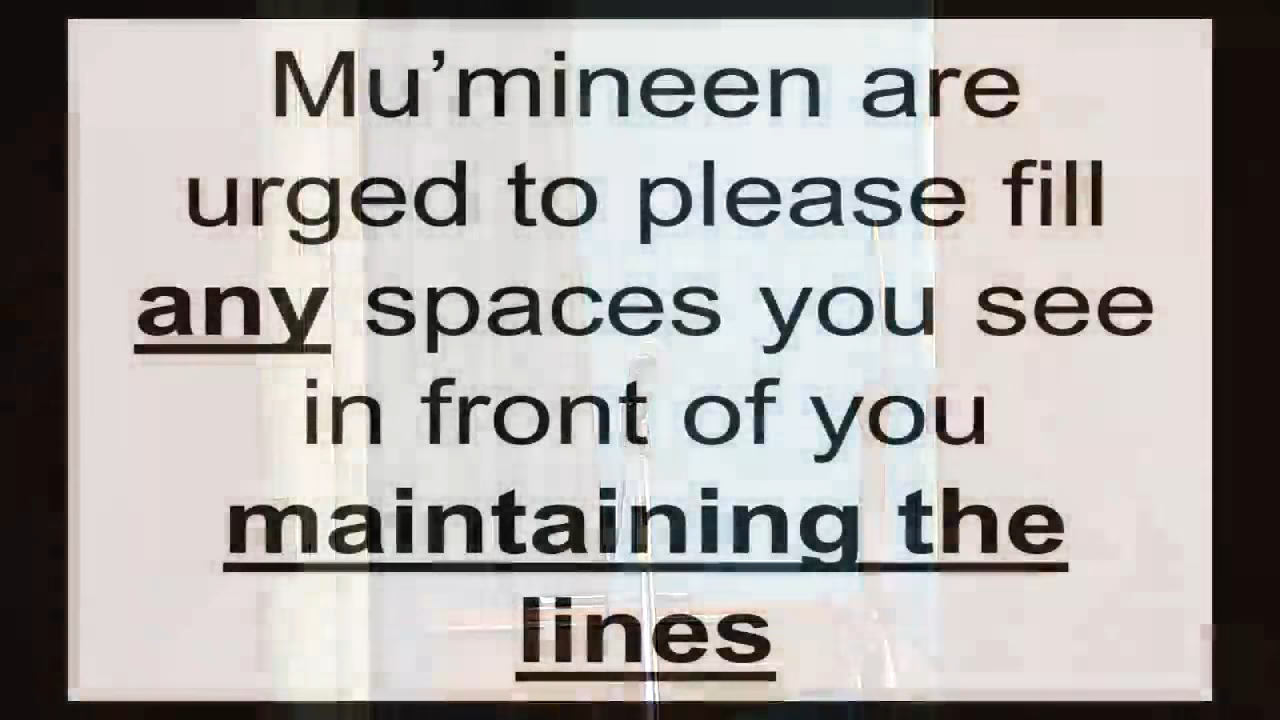 Mu’mineen are
urged to please fill
any spaces you see
in front of you
maintaining the
lines